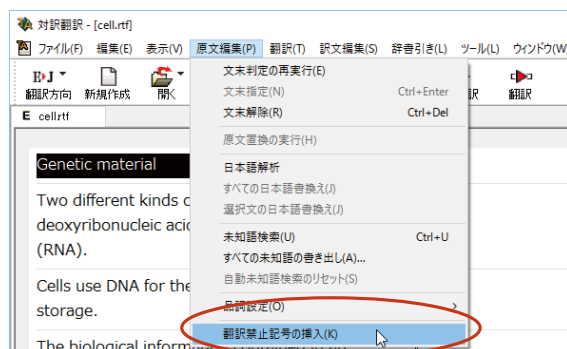 対訳翻訳 - [cell.rtf]
ファイル(F) 編集(E) 表示(V) 原文編集(P) 翻訳(T) 訳文編集(S) 辞書引き(L) ツール(L) ウィンドウ(W
E▶J
翻訳方向 新規作成 開く 訳 翻訳
E cell.rtf
文末判定の再実行(E)
文末指定(N) Ctrl+Enter
文末解除(R) Ctrl+Del
原文置換の実行(H)
日本語解析
すべての日本語書換え(J)
選択文の日本語書換え(J)
未知語検索(U) Ctrl+U
すべての未知語の書き出し(A)...
自動未知語検索のリセット(S)
品詞設定(O)
翻訳禁止記号の挿入(K)
Genetic material
Two different kinds
deoxyribonucleic
(RNA).
Cells use DNA for the
storage.
The biological